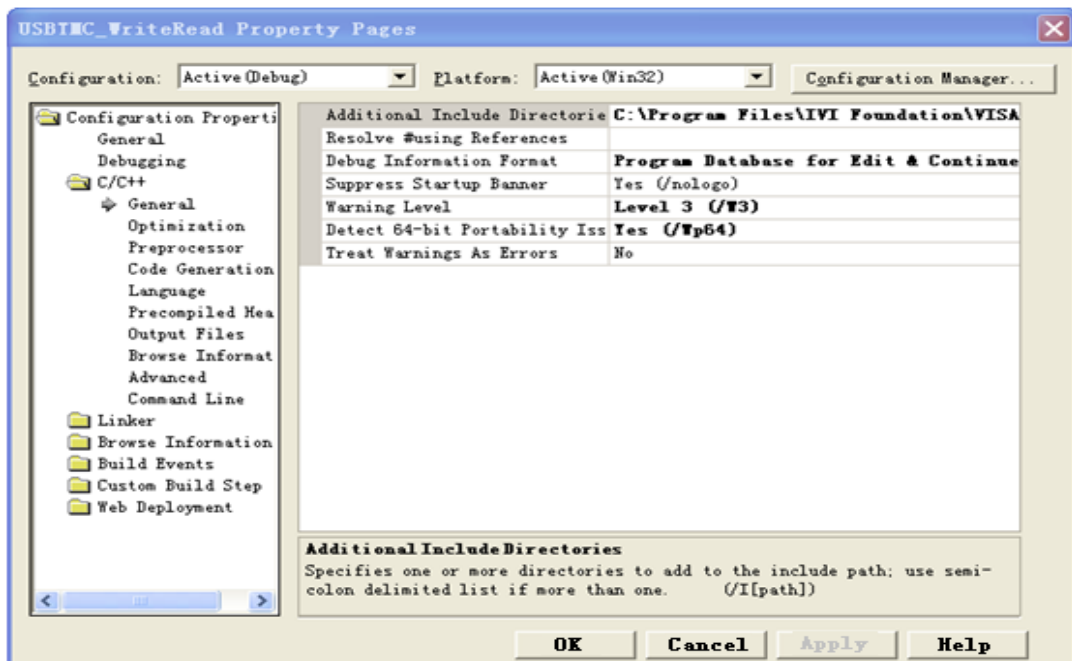 USBTMC_WriteRead Property Pages
Configuration: Active(Debug) Platform: Active(Win32) Configuration Manager...
Configuration Properti
General
Debugging
C/C++
General
Optimization
Preprocessor
Code Generation
Language
Precompiled Hea
Output Files
Browse Informat
Advanced
Command Line
Linker
Browse Information
Build Events
Custom Build Step
Web Deployment
Additional Include Directorie C:\Program Files\IVI Foundation\VISA
Resolve #using References
Debug Information Format Program Database for Edit & Continue
Suppress Startup Banner Yes (/nologo)
Warning Level Level 3 (/W3)
Detect 64-bit Portability Iss Yes (/Wp64)
Treat Warnings As Errors No
Additional Include Directories
Specifies one or more directories to add to the include path; use semi-
colon delimited list if more than one. (/I[path])
OK Cancel Apply Help